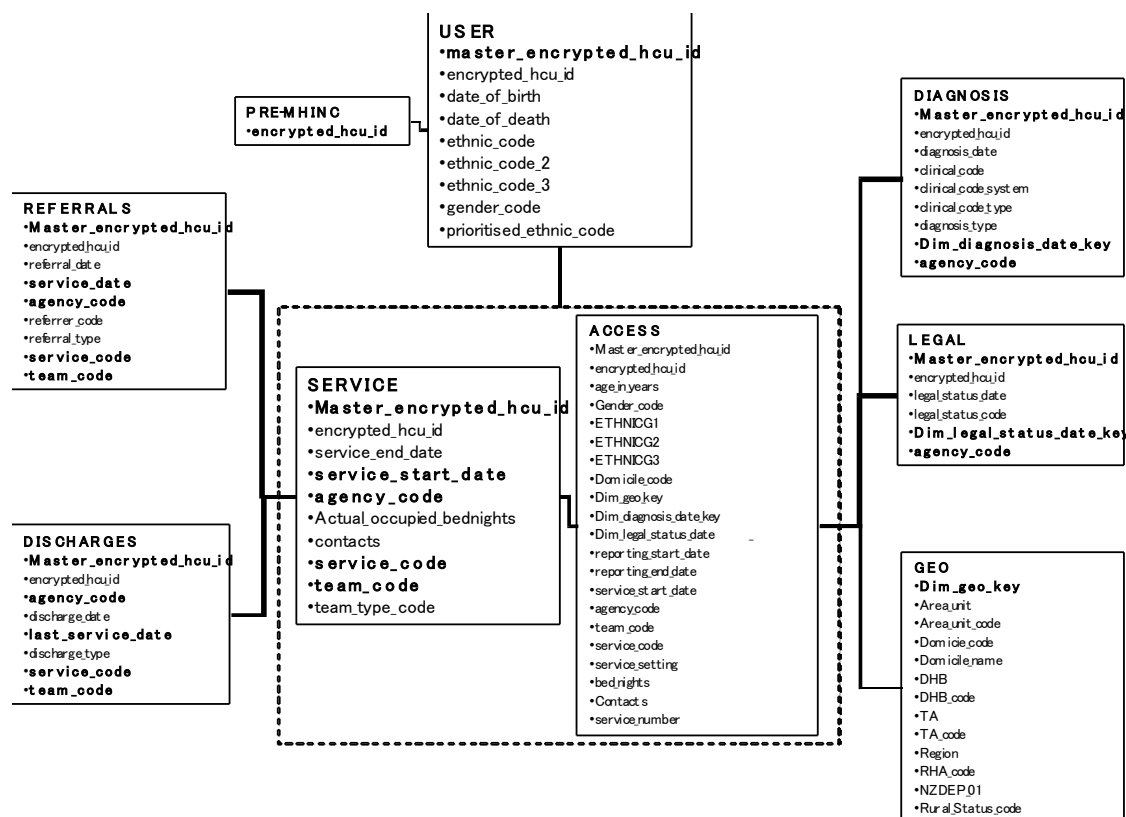 USER
•master_encrypted_hcu_id
•encrypted_hcu_id
•date_of_birth
•date_of_death
•ethnic_code
•ethnic_code_2
•ethnic_code_3
•gender_code
•prioritised_ethnic_code
PRE-MHINC
•encrypted_hcu_id
REFERRALS
•Master_encrypted_hcu_id
•encrypted_hcu_id
•referral_date
•service_date
•agency_code
•referrer_code
•referral_type
•service_code
•team_code
DISCHARGES
•Master_encrypted_hcu_id
•encrypted_hcu_id
•agency_code
•discharge_date
•last_service_date
•discharge_type
•service_code
•team_code
SERVICE
•Master_encrypted_hcu_id
•encrypted_hcu_id
•service_end_date
•service_start_date
•agency_code
•Actual_occupied_bednights
•contacts
•service_code
•team_code
•team_type_code
ACCESS
•Master_encrypted_hcu_id
•encrypted_hcu_id
•age_in_years
•Gender_code
•ETHNICG1
•ETHNICG2
•ETHNICG3
•Domicile_code
•Dim_geo_key
•Dim_diagnosis_date_key
•Dim_legal_status_date _
•reporting_start_date
•reporting_end_date
•service_start_date
•agency_code
•team_code
•service_code
•service_setting
•bed_nights
•Contacts
•service_number
DIAGNOSIS
•Master_encrypted_hcu_id
•encrypted_hcu_id
•diagnosis_date
•clinical_code
•clinical_code_system
•clinical_code_type
•diagnosis_type
•Dim_diagnosis_date_key
•agency_code
LEGAL
•Master_encrypted_hcu_id
•encrypted_hcu_id
•legal_status_date
•legal_status_code
•Dim_legal_status_date_key
•agency_code
GEO
•Dim_geo_key
•Area_unit
•Area_unit_code
•Domicie_code
•Domicile_name
•DHB
•DHB_code
•TA
•TA_code
•Region
•RHA_code
•NZDEP_01
•Rural_Status_code